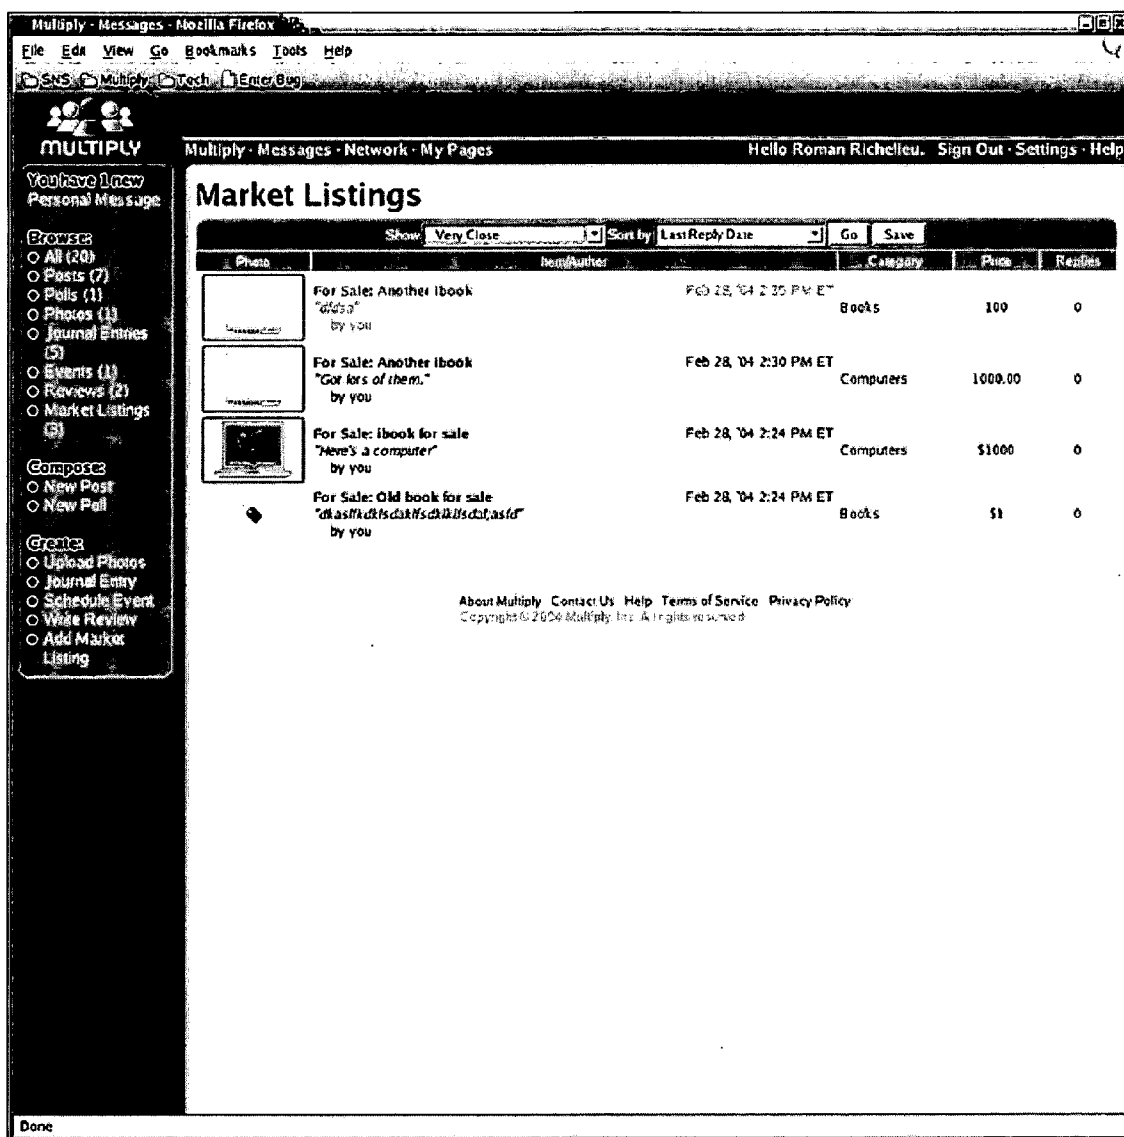 Multiply - Messages - Mozilla Firefox
File Edit View Go Bookmarks Tools Help
SNS Multiply Tech Enter Bug
MULTIPLY
Multiply · Messages · Network · My Pages Hello Roman Richelieu. Sign Out · Settings · Help
You have 1 new
Personal Message
Browse:
All (20)
Posts (7)
Polls (1)
Photos (1)
Journal Entries
(5)
Events (1)
Reviews (2)
Market Listings
(3)
Compose:
New Post
New Poll
Create:
Upload Photos
Journal Entry
Schedule Event
Write Review
Add Market
Listing
Market Listings
Show Very Close Sort by Last Reply Date Go Save
Photo Item/Author Category Price Replies
For Sale: Another ibook Feb 28, '04 2:35 PM ET
"dfdsa" Books 100 0
by you
For Sale: Another ibook Feb 28, '04 2:30 PM ET
"Got lots of them." Computers 1000.00 0
by you
For Sale: ibook for sale Feb 28, '04 2:24 PM ET
"Here's a computer" Computers $1000 0
by you
For Sale: Old book for sale Feb 28, '04 2:24 PM ET
Books $1 0
by you
About Multiply Contact Us Help Terms of Service Privacy Policy
Copyright © 2004 Multiply, Inc. All rights reserved
Done